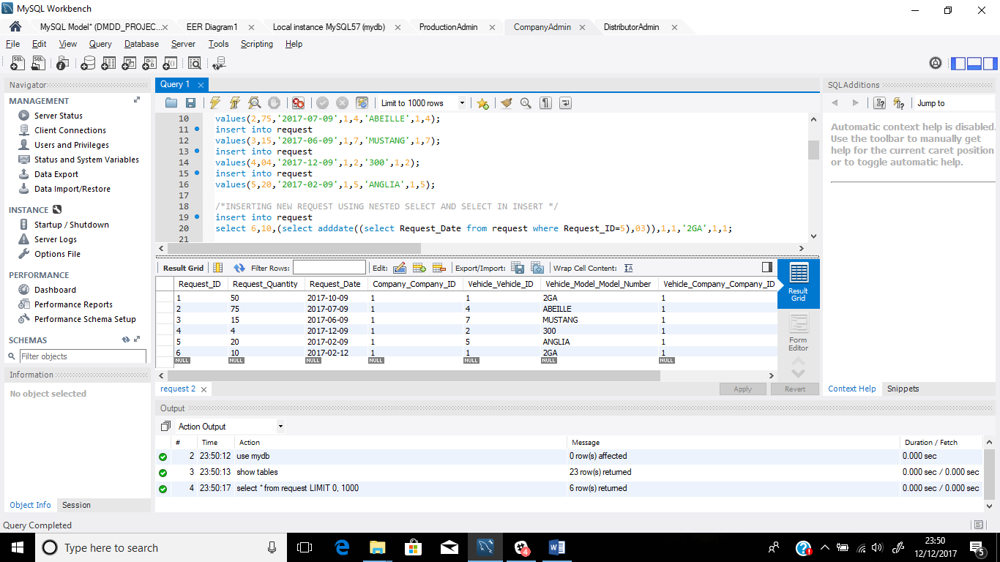 MySQL Workbench
MySQL Model* (DMDD_PROJEC...× EER Diagram1 × Local instance MySQL57 (mydb) × ProductionAdmin × CompanyAdmin × DistributorAdmin ×
File Edit View Query Database Server Tools Scripting Help
Navigator
MANAGEMENT
Server Status
Client Connections
Users and Privileges
Status and System Variables
Data Export
Data Import/Restore
INSTANCE
Startup / Shutdown
Server Logs
Options File
PERFORMANCE
Dashboard
Performance Reports
Performance Schema Setup
SCHEMAS
Filter objects
Information
No object selected
Object Info Session
Query 1 ×
Limit to 1000 rows
10 values(2,75,'2017-07-09',1,4,'ABEILLE',1,4);
11 insert into request
12 values(3,15,'2017-06-09',1,7,'MUSTANG',1,7);
13 insert into request
14 values(4,04,'2017-12-09',1,2,'300',1,2);
15 insert into request
16 values(5,20,'2017-02-09',1,5,'ANGLIA',1,5);
17
18 /*INSERTING NEW REQUEST USING NESTED SELECT AND SELECT IN INSERT */
19 insert into request
20 select 6,10,(select adddate((select Request_Date from request where Request_ID=5),03)),1,1,'2GA',1,1;
21
Result Grid Filter Rows: Edit: Export/Import: Wrap Cell Content:
Request_ID Request_Quantity Request_Date Company_Company_ID Vehicle_Vehicle_ID Vehicle_Model_Model_Number Vehicle_Company_Company_ID
1 50 2017-10-09 1 1 2GA 1
2 75 2017-07-09 1 4 ABEILLE 1
3 15 2017-06-09 1 7 MUSTANG 1
4 4 2017-12-09 1 2 300 1
5 20 2017-02-09 1 5 ANGLIA 1
6 10 2017-02-12 1 1 2GA 1
NULL NULL NULL NULL NULL NULL NULL
Result
Grid
Form
Editor
request 2 × Apply Revert
Output
Action Output
# Time Action Message Duration / Fetch
2 23:50:12 use mydb 0 row(s) affected 0.000 sec
3 23:50:13 show tables 23 row(s) returned 0.000 sec / 0.000 sec
4 23:50:17 select * from request LIMIT 0, 1000 6 row(s) returned 0.000 sec / 0.000 sec
SQLAdditions
Jump to
Automatic context help is disabled.
Use the toolbar to manually get
help for the current caret position
or to toggle automatic help.
Context Help Snippets
Query Completed
Type here to search
4
23:50
12/12/2017
5